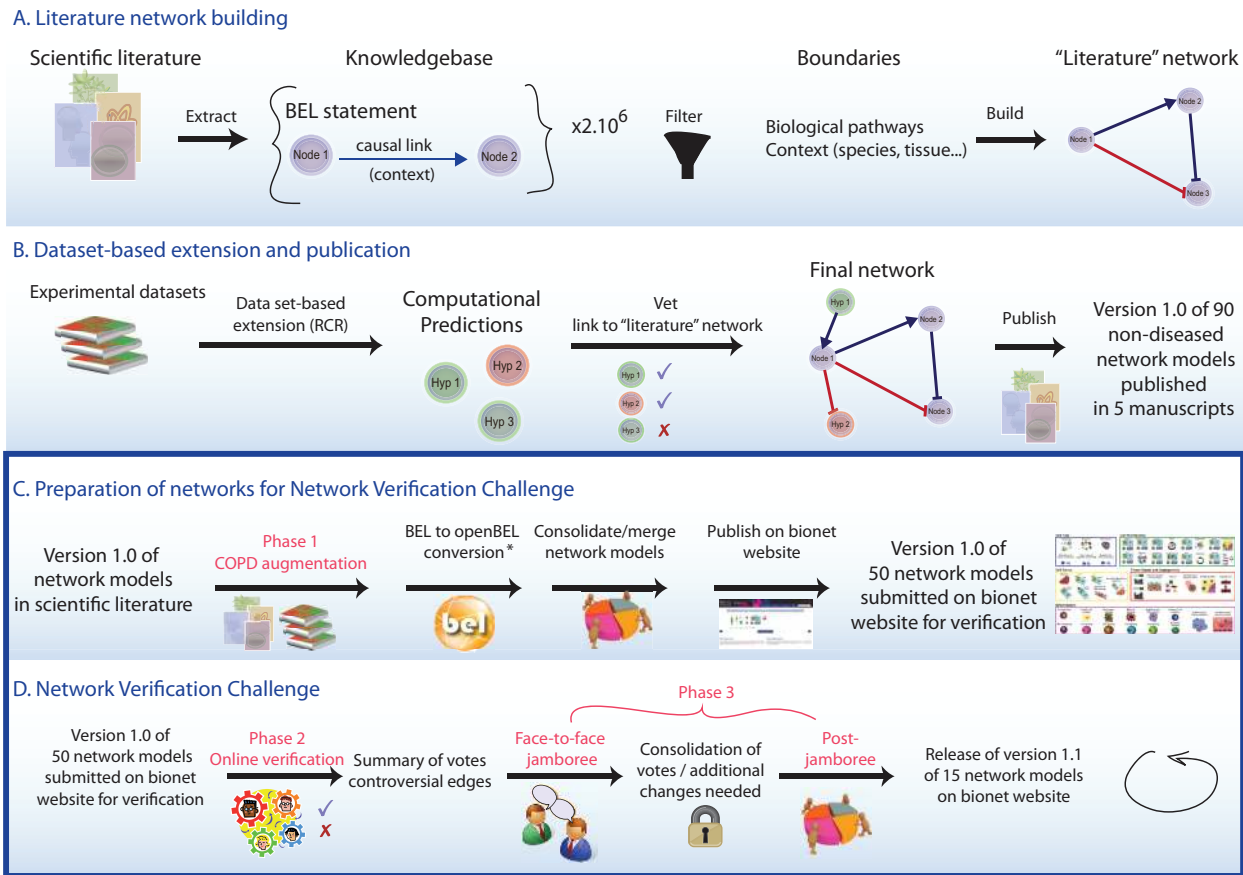 A. Literature network building
Scientific literature
Knowledgebase
Boundaries
“Literature” network
Extract
BEL statement
Node 1
causal link
(context)
Node 2
x2.10^6
Filter
Biological pathways
Context (species, tissue...)
Build
Node 1
Node 2
Node 3
B. Dataset-based extension and publication
Experimental datasets
Data set-based
extension (RCR)
Computational
Predictions
Hyp 1
Hyp 2
Hyp 3
Vet
link to “literature” network
Hyp 1 ✓
Hyp 2 ✓
Hyp 3 ✗
Final network
Hyp 1
Node 2
Node 1
Node 3
Hyp 2
Publish
Version 1.0 of 90
non-diseased
network models
published
in 5 manuscripts
C. Preparation of networks for Network Verification Challenge
Version 1.0 of
network models
in scientific literature
Phase 1
COPD augmentation
BEL to openBEL
conversion*
bel
Consolidate/merge
network models
Publish on bionet
website
Version 1.0 of
50 network models
submitted on bionet
website for verification
D. Network Verification Challenge
Version 1.0 of
50 network models
submitted on bionet
website for verification
Phase 2
Online verification
✓
✗
Summary of votes
controversial edges
Phase 3
Face-to-face
jamboree
Consolidation of
votes / additional
changes needed
Post-
jamboree
Release of version 1.1
of 15 network models
on bionet website